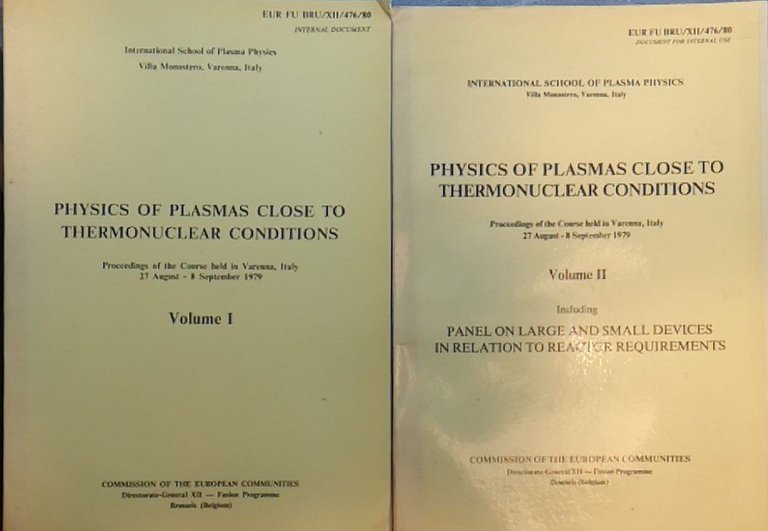 EUR FU BRU/XII/476/80
INTERNAL DOCUMENT
International School of Plasma Physics
Villa Monastero, Varenna, Italy
PHYSICS OF PLASMAS CLOSE TO
THERMONUCLEAR CONDITIONS
Proceedings of the Course held in Varenna, Italy
27 August - 8 September 1979
Volume I
COMMISSION OF THE EUROPEAN COMMUNITIES
Directorate-General XII — Fusion Programme
Brussels (Belgium)
EUR FU BRU/XII/476/80
DOCUMENT FOR INTERNAL USE
INTERNATIONAL SCHOOL OF PLASMA PHYSICS
Villa Monastero, Varenna, Italy
PHYSICS OF PLASMAS CLOSE TO
THERMONUCLEAR CONDITIONS
Proceedings of the Course held in Varenna, Italy
27 August - 8 September 1979
Volume II
Including
PANEL ON LARGE AND SMALL DEVICES
IN RELATION TO REACTOR REQUIREMENTS
COMMISSION OF THE EUROPEAN COMMUNITIES
Directorate-General XII — Fusion Programme
Brussels (Belgium)